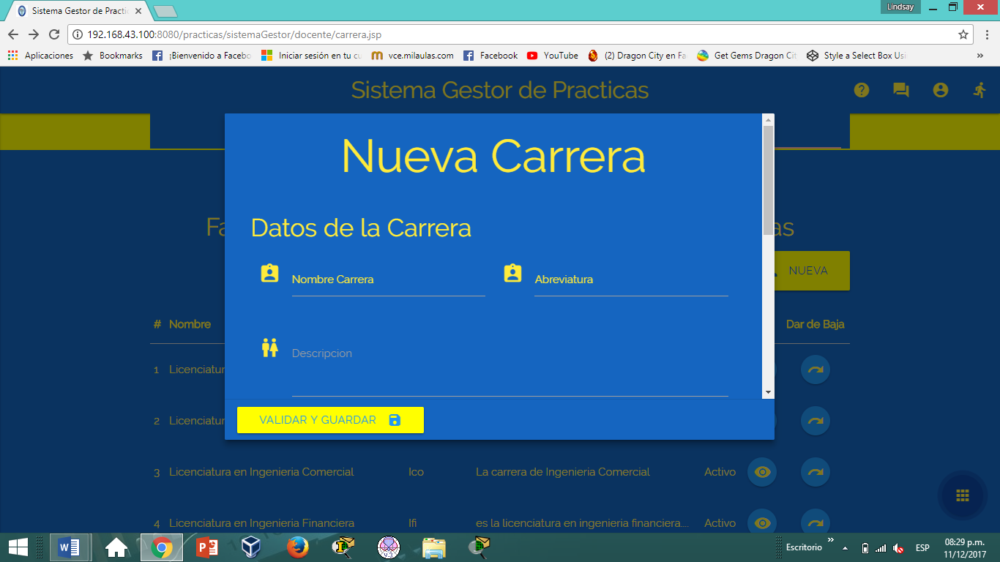 Sistema Gestor de Practic
Lindsay
192.168.43.100:8080/practicas/sistemaGestor/docente/carrera.jsp
Aplicaciones Bookmarks ¡Bienvenido a Facebo Iniciar sesión en tu cu vce.milaulas.com Facebook YouTube (2) Dragon City en Fa Get Gems Dragon Cit Style a Select Box Usi »
Sistema Gestor de Practicas
Nueva Carrera
Fa as
Datos de la Carrera
NUEVA
Nombre Carrera Abreviatura
# Nombre Dar de Baja
Descripcion
1 Licenciatur
2 Licenciatur
VALIDAR Y GUARDAR
3 Licenciatura en Ingenieria Comercial Ico La carrera de Ingenieria Comercial Activo
4 Licenciatura en Ingenieria Financiera Ifi es la licenciatura en ingenieria financiera.... Activo
Escritorio » ESP 08:29 p.m.
11/12/2017